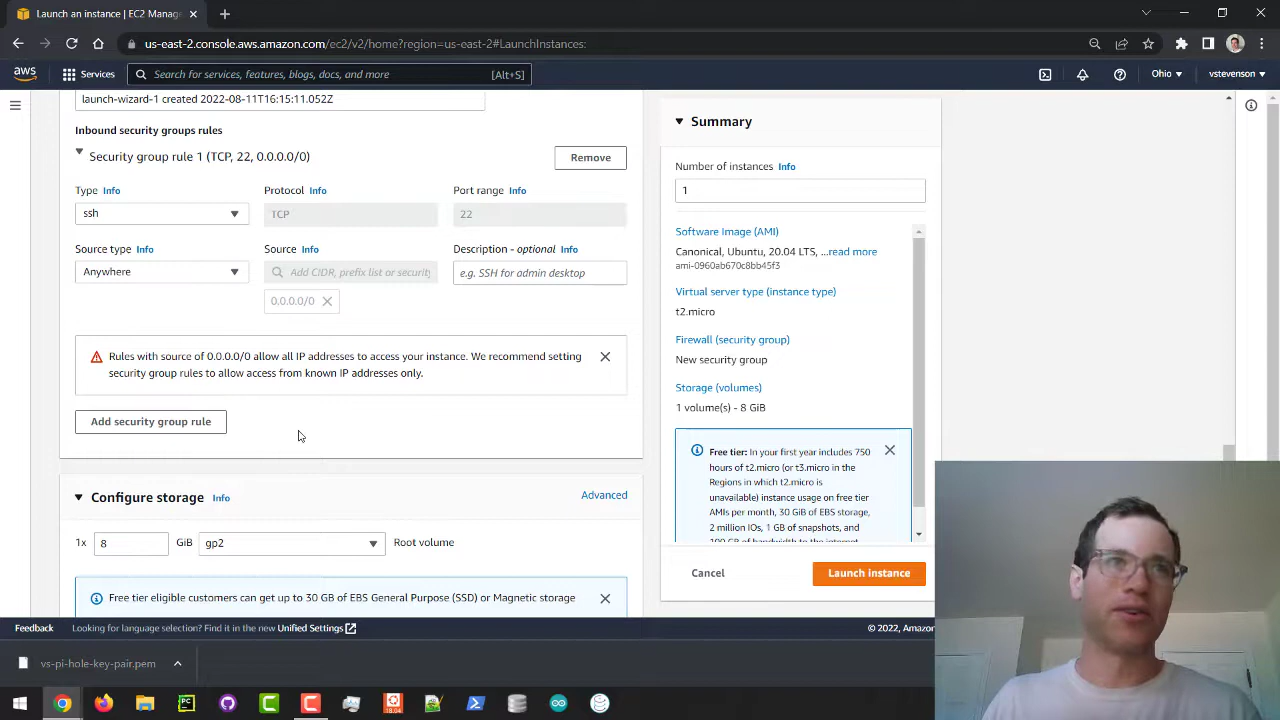 Launch an instance | EC2 Manag
us-east-2.console.aws.amazon.com/ec2/v2/home?region=us-east-2#LaunchInstances:
aws
Services
Search for services, features, blogs, docs, and more
[Alt+S]
Ohio
vstevenson
launch-wizard-1 created 2022-08-11T16:15:11.052Z
Inbound security groups rules
Security group rule 1 (TCP, 22, 0.0.0.0/0)
Remove
Type Info
Protocol Info
Port range Info
ssh
TCP
22
Source type Info
Source Info
Description - optional Info
Anywhere
Add CIDR, prefix list or security
e.g. SSH for admin desktop
0.0.0.0/0
Rules with source of 0.0.0.0/0 allow all IP addresses to access your instance. We recommend setting
security group rules to allow access from known IP addresses only.
Add security group rule
Configure storage Info
Advanced
1x
8
GiB
gp2
Root volume
Free tier eligible customers can get up to 30 GB of EBS General Purpose (SSD) or Magnetic storage
Summary
Number of instances Info
1
Software Image (AMI)
Canonical, Ubuntu, 20.04 LTS, ...read more
ami-0960ab670c8bb45f3
Virtual server type (instance type)
t2.micro
Firewall (security group)
New security group
Storage (volumes)
1 volume(s) - 8 GiB
Free tier: In your first year includes 750
hours of t2.micro (or t3.micro in the
Regions in which t2.micro is
unavailable) instance usage on free tier
AMIs per month, 30 GiB of EBS storage,
2 million IOs, 1 GB of snapshots, and
100 GB of bandwidth to the internet
Cancel
Launch instance
Feedback
Looking for language selection? Find it in the new Unified Settings
© 2022, Amazon
vs-pi-hole-key-pair.pem
18.04